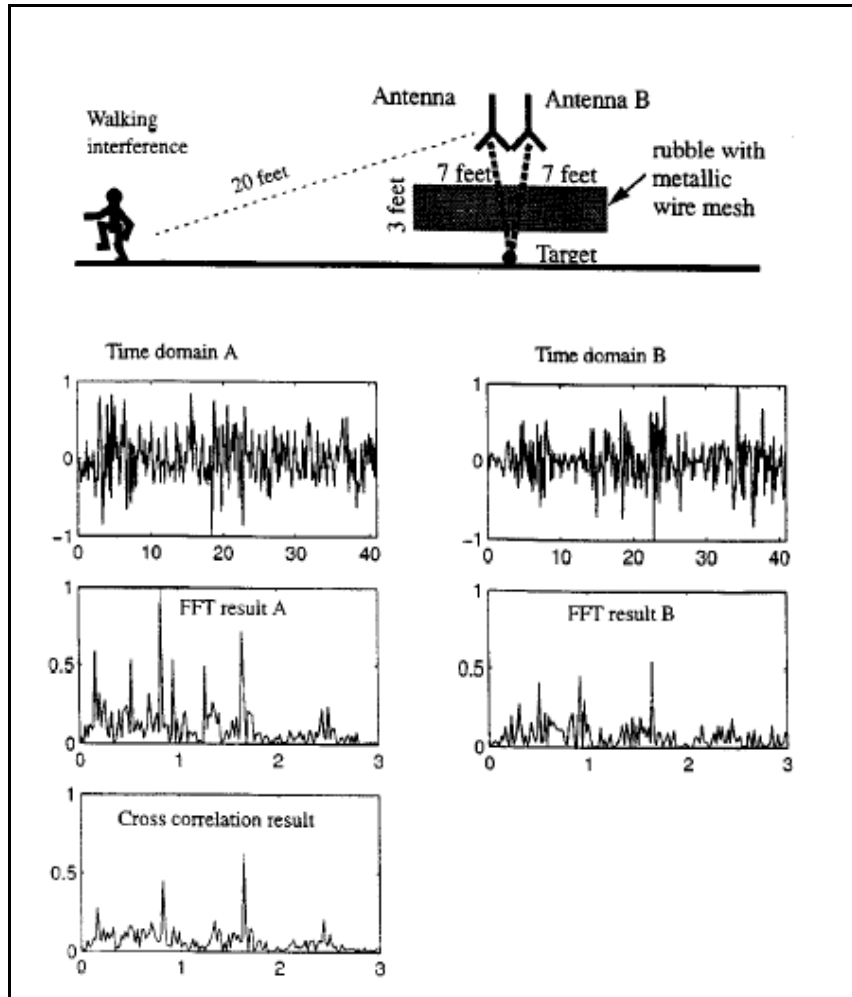 Antenna
Antenna B
Walking
interference
20 feet
7 feet
7 feet
3 feet
rubble with
metallic
wire mesh
Target
Time domain A
Time domain B
1
0
−1
0
10
20
30
40
1
0
−1
0
10
20
30
40
FFT result A
1
0.5
0
0
1
2
3
FFT result B
1
0.5
0
0
1
2
3
Cross correlation result
1
0.5
0
0
1
2
3